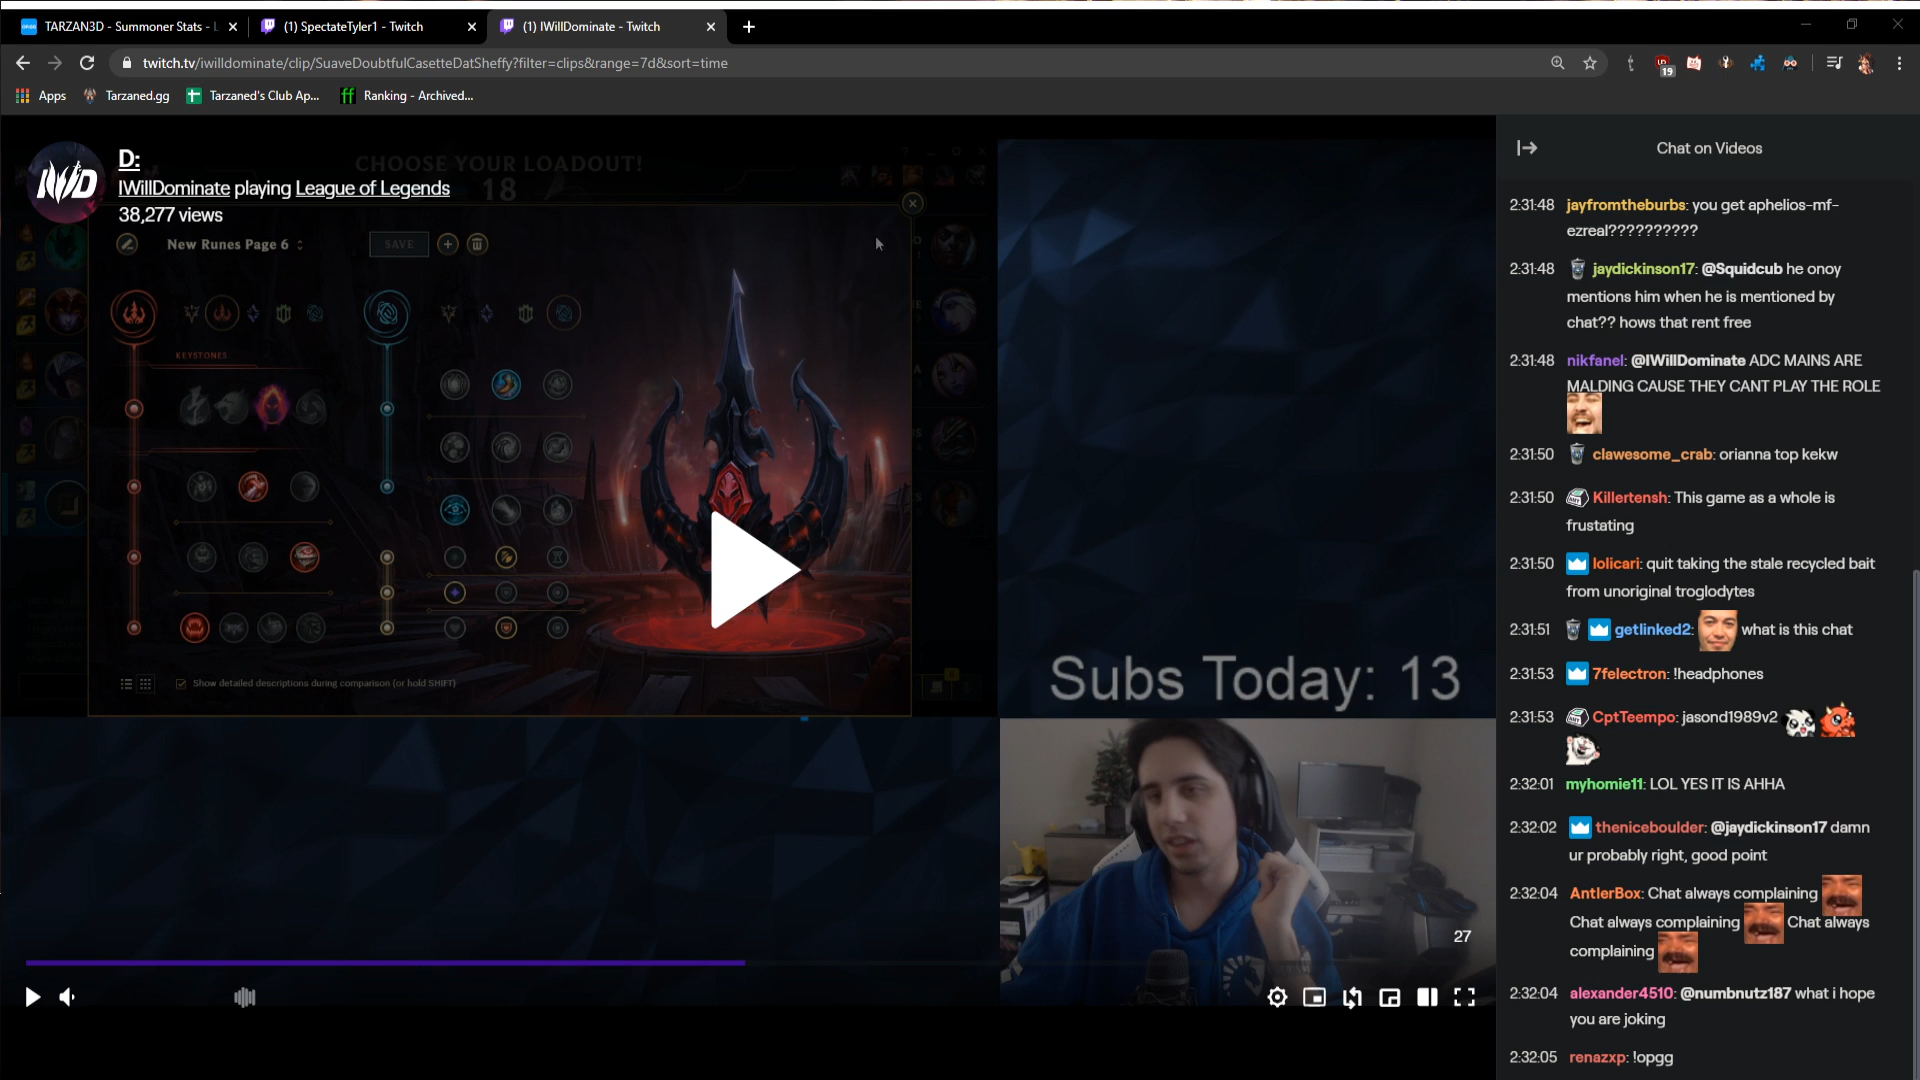 TARZAN3D - Summoner Stats - L
(1) SpectateTyler1 - Twitch
(1) IWillDominate - Twitch
twitch.tv/iwilldominate/clip/SuaveDoubtfulCasetteDatSheffy?filter=clips&range=7d&sort=time
19
Apps
Tarzaned.gg
Tarzaned's Club Ap...
Ranking - Archived...
D:
CHOOSE YOUR LOADOUT!
IWillDominate playing League of Legends
18
38,277 views
New Runes Page 6
SAVE
KEYSTONES
Show detailed descriptions during comparison (or hold SHIFT)
Subs Today: 13
27
Chat on Videos
2:31:48 jayfromtheburbs: you get aphelios-mf-
ezreal??????????
2:31:48 jaydickinson17: @Squidcub he onoy
mentions him when he is mentioned by
chat?? hows that rent free
2:31:48 nikfanel: @IWillDominate ADC MAINS ARE
MALDING CAUSE THEY CANT PLAY THE ROLE
2:31:50 clawesome_crab: orianna top kekw
2:31:50 Killertensh: This game as a whole is
frustating
2:31:50 lolicari: quit taking the stale recycled bait
from unoriginal troglodytes
2:31:51 getlinked2: what is this chat
2:31:53 7felectron: !headphones
2:31:53 CptTeempo: jasond1989v2
2:32:01 myhomie11: LOL YES IT IS AHHA
2:32:02 theniceboulder: @jaydickinson17 damn
ur probably right, good point
2:32:04 AntlerBox: Chat always complaining
Chat always complaining Chat always
complaining
2:32:04 alexander4510: @numbnutz187 what i hope
you are joking
2:32:05 renazxp: !opgg